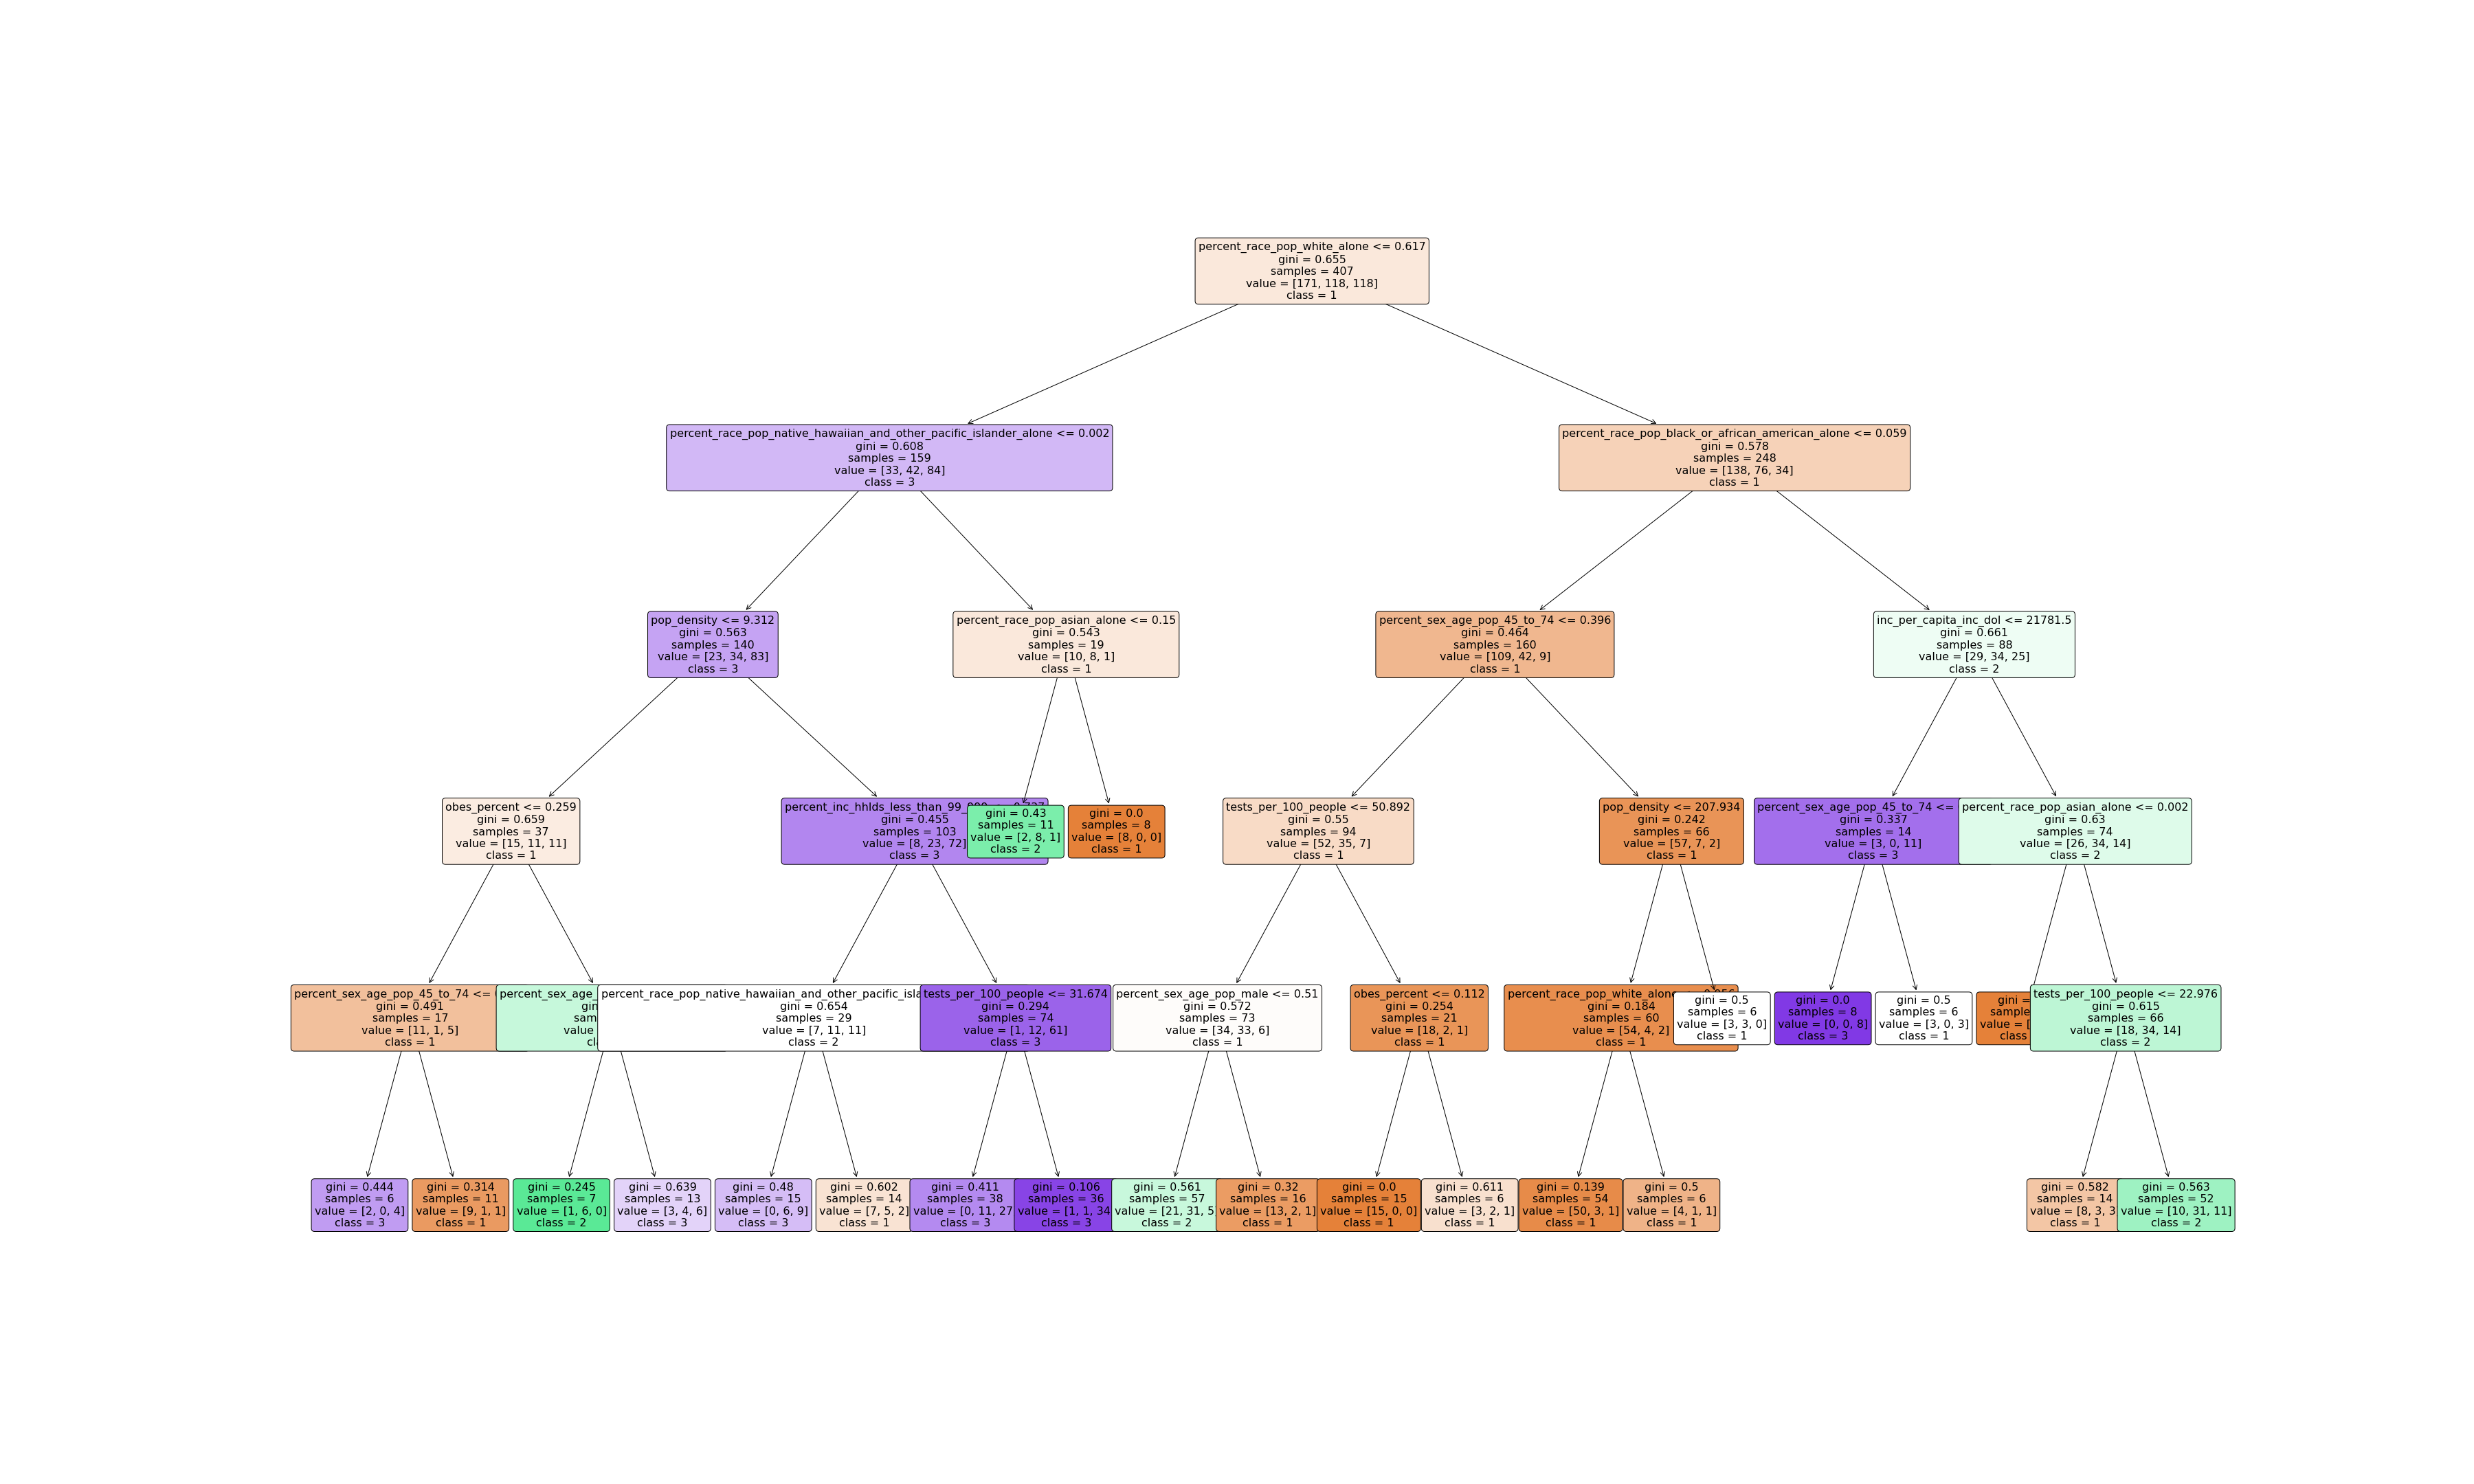 percent_race_pop_white_alone <= 0.617
gini = 0.655
samples = 407
value = [171, 118, 118]
class = 1
percent_race_pop_native_hawaiian_and_other_pacific_islander_alone <= 0.002
gini = 0.608
samples = 159
value = [33, 42, 84]
class = 3
percent_race_pop_black_or_african_american_alone <= 0.059
gini = 0.578
samples = 248
value = [138, 76, 34]
class = 1
pop_density <= 9.312
gini = 0.563
samples = 140
value = [23, 34, 83]
class = 3
percent_race_pop_asian_alone <= 0.15
gini = 0.543
samples = 19
value = [10, 8, 1]
class = 1
percent_sex_age_pop_45_to_74 <= 0.396
gini = 0.464
samples = 160
value = [109, 42, 9]
class = 1
inc_per_capita_inc_dol <= 21781.5
gini = 0.661
samples = 88
value = [29, 34, 25]
class = 2
obes_percent <= 0.259
gini = 0.659
samples = 37
value = [15, 11, 11]
class = 1
percent_inc_hhlds_less_than_99
gini = 0.455
samples = 103
value = [8, 23, 72]
class = 3
gini = 0.43
samples = 11
value = [2, 8, 1]
class = 2
gini = 0.0
samples = 8
value = [8, 0, 0]
class = 1
tests_per_100_people <= 50.892
gini = 0.55
samples = 94
value = [52, 35, 7]
class = 1
pop_density <= 207.934
gini = 0.242
samples = 66
value = [57, 7, 2]
class = 1
percent_sex_age_pop_45_to_74 <=
gini = 0.337
samples = 14
value = [3, 0, 11]
class = 3
percent_race_pop_asian_alone <= 0.002
gini = 0.63
samples = 74
value = [26, 34, 14]
class = 2
percent_sex_age_pop_45_to_74 <=
gini = 0.491
samples = 17
value = [11, 1, 5]
class = 1
percent_sex_age
value
percent_race_pop_native_hawaiian_and_other_pacific_isla
gini = 0.654
samples = 29
value = [7, 11, 11]
class = 2
tests_per_100_people <= 31.674
gini = 0.294
samples = 74
value = [1, 12, 61]
class = 3
percent_sex_age_pop_male <= 0.51
gini = 0.572
samples = 73
value = [34, 33, 6]
class = 1
obes_percent <= 0.112
gini = 0.254
samples = 21
value = [18, 2, 1]
class = 1
percent_race_pop_white_alone
gini = 0.184
samples = 60
value = [54, 4, 2]
class = 1
gini = 0.5
samples = 6
value = [3, 3, 0]
class = 1
gini = 0.0
samples = 8
value = [0, 0, 8]
class = 3
gini = 0.5
samples = 6
value = [3, 0, 3]
class = 1
gini =
value = [
tests_per_100_people <= 22.976
gini = 0.615
samples = 66
value = [18, 34, 14]
class = 2
gini = 0.444
samples = 6
value = [2, 0, 4]
class = 3
gini = 0.314
samples = 11
value = [9, 1, 1]
class = 1
gini = 0.245
samples = 7
value = [1, 6, 0]
class = 2
gini = 0.639
samples = 13
value = [3, 4, 6]
class = 3
gini = 0.48
samples = 15
value = [0, 6, 9]
class = 3
gini = 0.602
samples = 14
value = [7, 5, 2]
class = 1
gini = 0.411
samples = 38
value = [0, 11, 27
class = 3
gini = 0.106
samples = 36
value = [1, 1, 34
class = 3
gini = 0.561
samples = 57
value = [21, 31, 5
class = 2
gini = 0.32
samples = 16
value = [13, 2, 1]
class = 1
gini = 0.0
samples = 15
value = [15, 0, 0]
class = 1
gini = 0.611
samples = 6
value = [3, 2, 1]
class = 1
gini = 0.139
samples = 54
value = [50, 3, 1]
class = 1
gini = 0.5
samples = 6
value = [4, 1, 1]
class = 1
gini = 0.582
samples = 14
value = [8, 3, 3
class = 1
gini = 0.563
samples = 52
value = [10, 31, 11]
class = 2